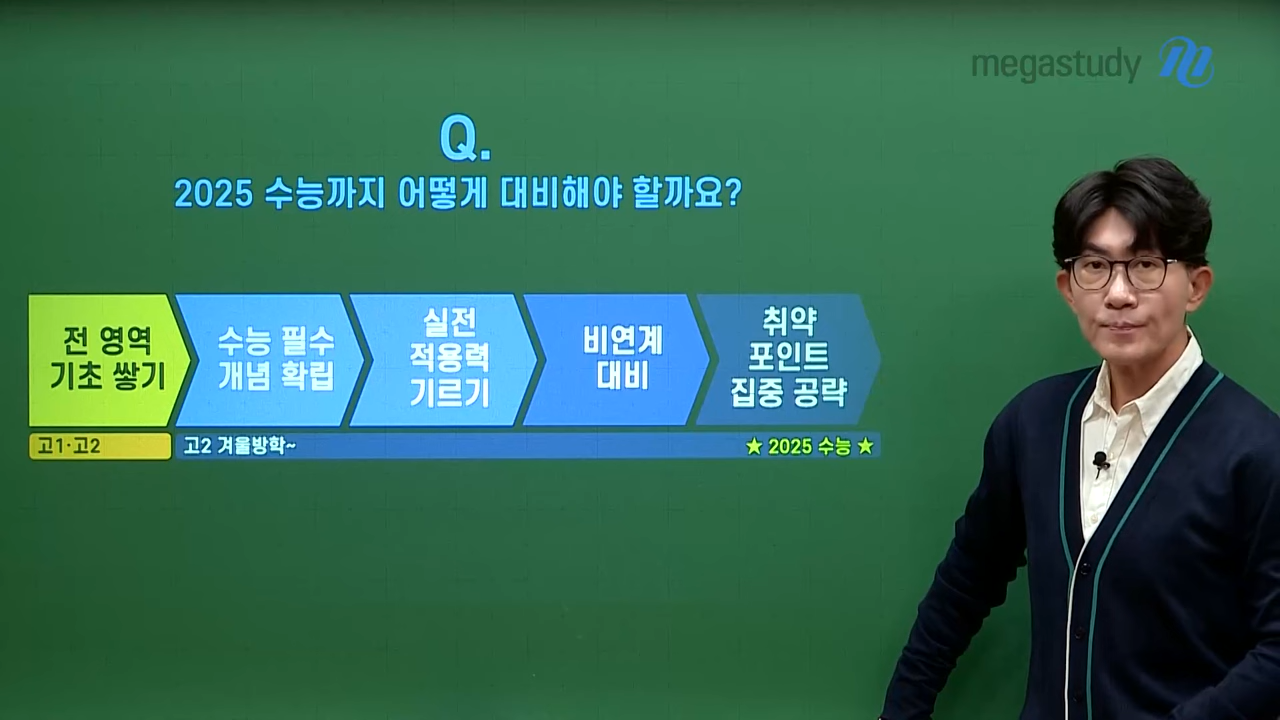 megastudy
Q.
2025 수능까지 어떻게 대비해야 할까요?
전 영역
기초 쌓기
수능 필수
개념 확립
실전
적용력
기르기
비연계
대비
취약
포인트
집중 공략
고1·고2
고2 겨울방학~
★ 2025 수능 ★